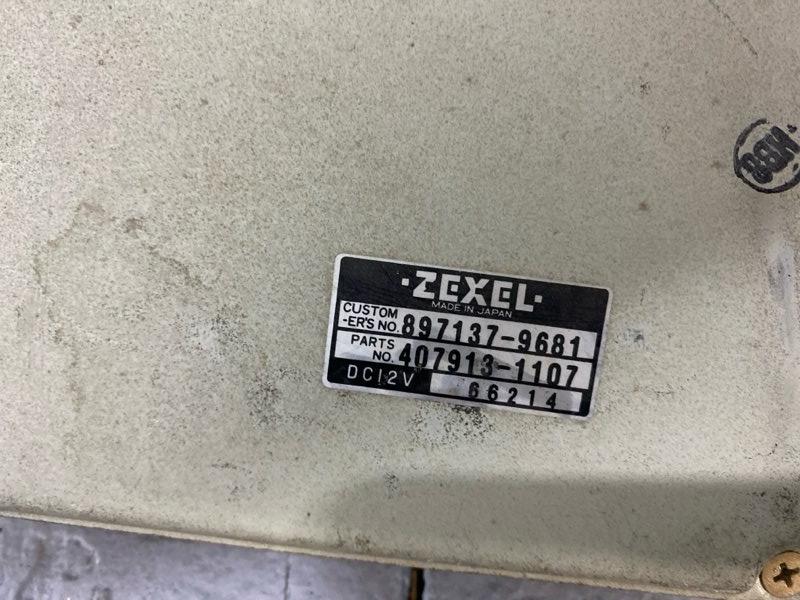 ·ZEXEL·
MADE IN JAPAN
CUSTOM
-ER'S NO. 897137-9681
PARTS
NO. 407913-1107
DC12V 66214